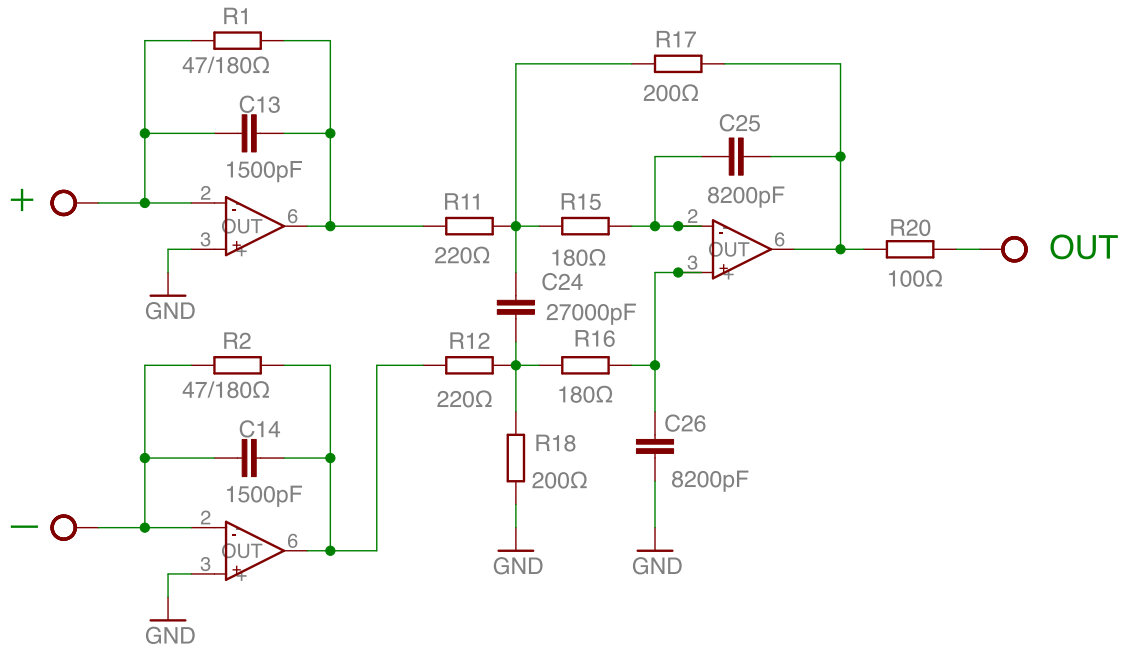 R1
47/180Ω
C13
1500pF
+
2
-
OUT
6
3
+
+
GND
R11
220Ω
R17
200Ω
C25
8200pF
R15
180Ω
2
-
OUT
6
3
+
+
R20
100Ω
OUT
C24
27000pF
R2
47/180Ω
C14
1500pF
−
2
-
OUT
6
3
+
+
GND
R12
220Ω
R16
180Ω
R18
200Ω
GND
C26
8200pF
GND